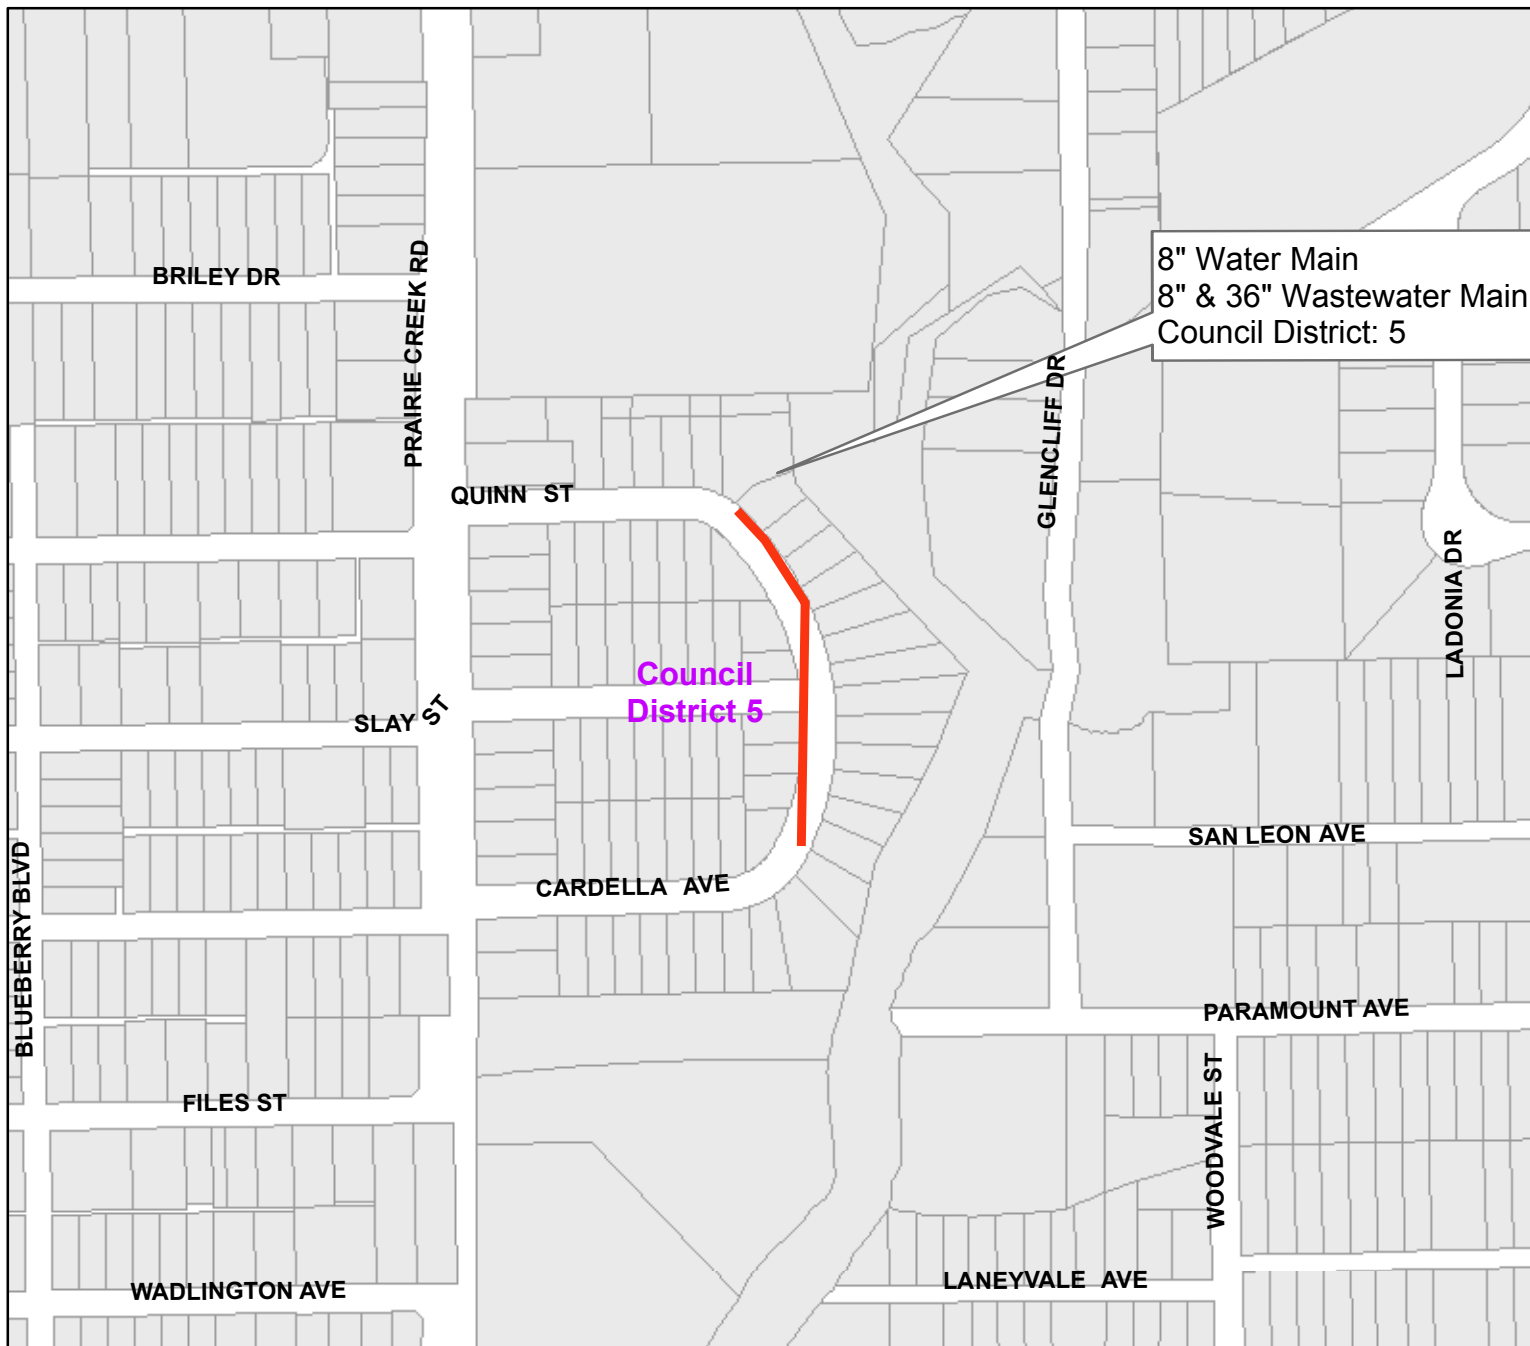 8" Water Main
8" & 36" Wastewater Main
Council District: 5
BRILEY DR
PRAIRIE CREEK RD
GLENCLIFF DR
QUINN ST
LADONIA DR
Council
District 5
SLAY ST
SAN LEON AVE
CARDELLA AVE
BLUEBERRY BLVD
PARAMOUNT AVE
FILES ST
WOODVALE ST
LANEYVALE AVE
WADLINGTON AVE